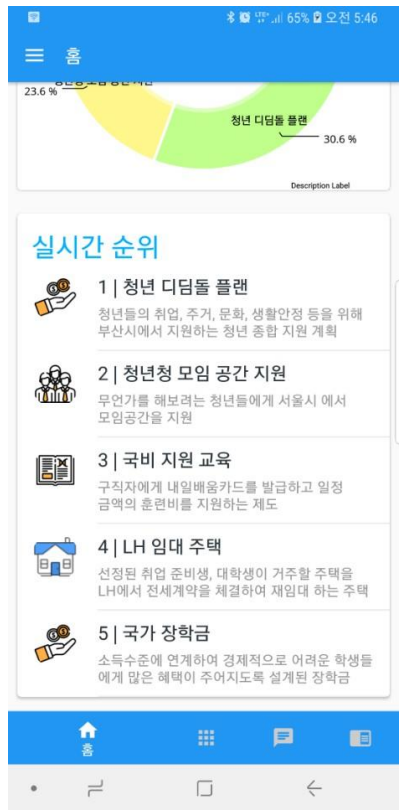 65% 오전 5:46
홈
23.6 %
청년 디딤돌 플랜
30.6 %
Description Label
실시간 순위
1 | 청년 디딤돌 플랜
청년들의 취업, 주거, 문화, 생활안정 등을 위해
부산시에서 지원하는 청년 종합 지원 계획
2 | 청년청 모임 공간 지원
무언가를 해보려는 청년들에게 서울시 에서
모임공간을 지원
3 | 국비 지원 교육
구직자에게 내일배움카드를 발급하고 일정
금액의 훈련비를 지원하는 제도
4 | LH 임대 주택
선정된 취업 준비생, 대학생이 거주할 주택을
LH에서 전세계약을 체결하여 재임대 하는 주택
5 | 국가 장학금
소득수준에 연계하여 경제적으로 어려운 학생들
에게 많은 혜택이 주어지도록 설계된 장학금
홈